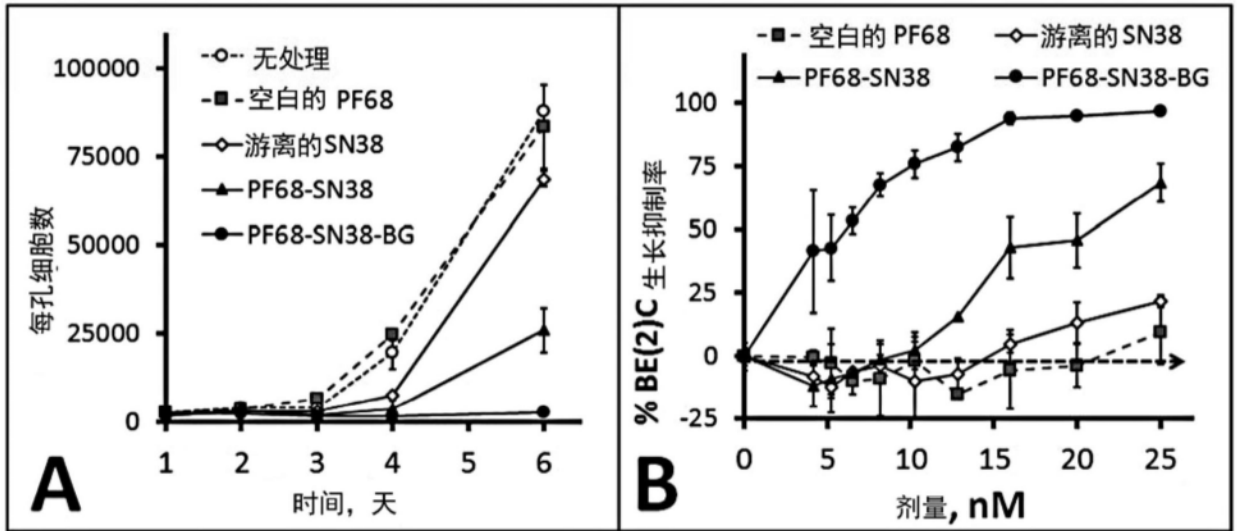 100000
75000
50000
25000
0
每孔细胞数
无处理
空白的 PF68
游离的SN38
PF68-SN38
PF68-SN38-BG
1 2 3 4 5 6
时间，天
A
空白的 PF68 游离的SN38
PF68-SN38 PF68-SN38-BG
100
75
50
25
0
-25
% BE(2)C 生长抑制率
0 5 10 15 20 25
剂量, nM
B